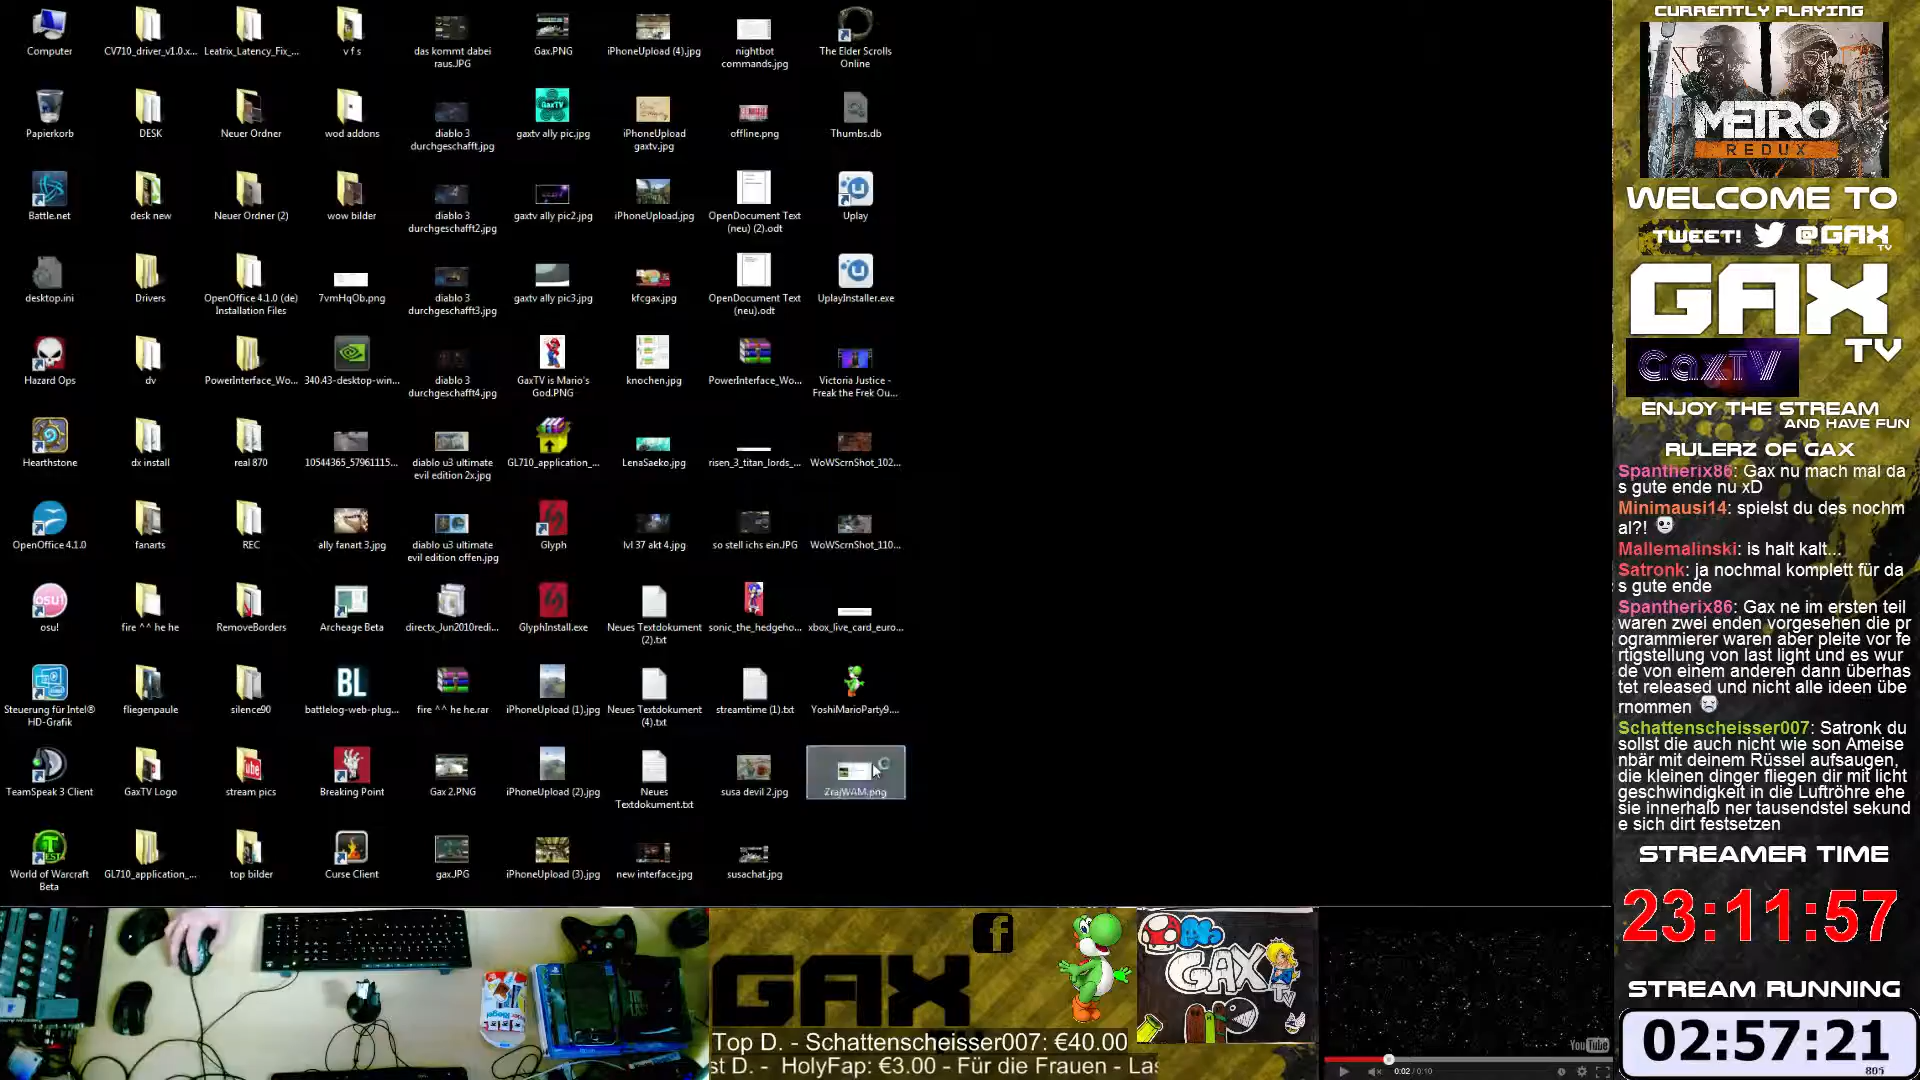 Computer
CV710_driver_v1.0.x...
Leatrix_Latency_Fix_...
v f s
das kommt dabei
raus.JPG
Gax.PNG
iPhoneUpload (4).jpg
nightbot
commands.jpg
The Elder Scrolls
Online
Papierkorb
DESK
Neuer Ordner
wod addons
diablo 3
durchgeschafft.jpg
GaxTV
gaxtv ally pic.jpg
iPhoneUpload
gaxtv.jpg
offline.png
Thumbs.db
Battle.net
desk new
Neuer Ordner (2)
wow bilder
diablo 3
durchgeschafft2.jpg
gaxtv ally pic2.jpg
iPhoneUpload.jpg
OpenDocument Text
(neu) (2).odt
Uplay
desktop.ini
Drivers
OpenOffice 4.1.0 (de)
Installation Files
7vmHqOb.png
diablo 3
durchgeschafft3.jpg
gaxtv ally pic3.jpg
kfcgax.jpg
OpenDocument Text
(neu).odt
UplayInstaller.exe
Hazard Ops
dv
PowerInterface_Wo...
340.43-desktop-win...
diablo 3
durchgeschafft4.jpg
GaxTV is Mario's
God.PNG
knochen.jpg
PowerInterface_Wo...
Victoria Justice -
Freak the Frek Ou...
Hearthstone
dx install
real 870
10544365_57961115...
diablo u3 ultimate
evil edition 2x.jpg
GL710_application_...
LenaSaeko.jpg
risen_3_titan_lords_...
WoWScrnShot_102...
OpenOffice 4.1.0
fanarts
REC
ally fanart 3.jpg
diablo u3 ultimate
evil edition offen.jpg
Glyph
lvl 37 akt 4.jpg
so stell ichs ein.JPG
WoWScrnShot_110...
osu!
osu!
fire ^^ he he
RemoveBorders
Archeage Beta
directx_Jun2010redi...
GlyphInstall.exe
Neues Textdokument
(2).txt
sonic_the_hedgeho...
xbox_live_card_euro...
Steuerung für Intel®
HD-Grafik
fliegenpaule
silence90
BL
battlelog-web-plug...
fire ^^ he he.rar
iPhoneUpload (1).jpg
Neues Textdokument
(4).txt
streamtime (1).txt
YoshiMarioParty9....
TeamSpeak 3 Client
GaxTV Logo
stream pics
Breaking Point
Gax 2.PNG
iPhoneUpload (2).jpg
Neues
Textdokument.txt
susa devil 2.jpg
ZrajWAM.png
World of Warcraft
Beta
GL710_application_...
top bilder
Curse Client
gax.JPG
iPhoneUpload (3).jpg
new interface.jpg
susachat.jpg
CURRENTLY PLAYING
METRO
REDUX
WELCOME TO
TWEET! @GAX
TV
GAX
TV
GaxTV
ENJOY THE STREAM
AND HAVE FUN
RULERZ OF GAX
Spantherix86: Gax nu mach mal da
s gute ende nu xD
Minimausi14: spielst du des nochm
al?!
Mallemalinski: is halt kalt...
Satronk: ja nochmal komplett für da
s gute ende
Spantherix86: Gax ne im ersten teil
waren zwei enden vorgesehen die pr
ogrammierer waren aber pleite vor fe
rtigstellung von last light und es wur
de von einem anderen dann überhas
tet released und nicht alle ideen übe
rnommen
Schattenscheisser007: Satronk du
sollst die auch nicht wie son Ameise
nbär mit deinem Rüssel aufsaugen,
die kleinen dinger fliegen dir mit licht
geschwindigkeit in die Luftröhre ehe
sie innerhalb ner tausendstel sekund
e sich dirt festsetzen
STREAMER TIME
23:11:57
STREAM RUNNING
02:57:21
805
GAX
Top D. - Schattenscheisser007: €40.00
st D. - HolyFap: €3.00 - Für die Frauen - Las
GAX
TV
YouTube
0:02 / 0:10